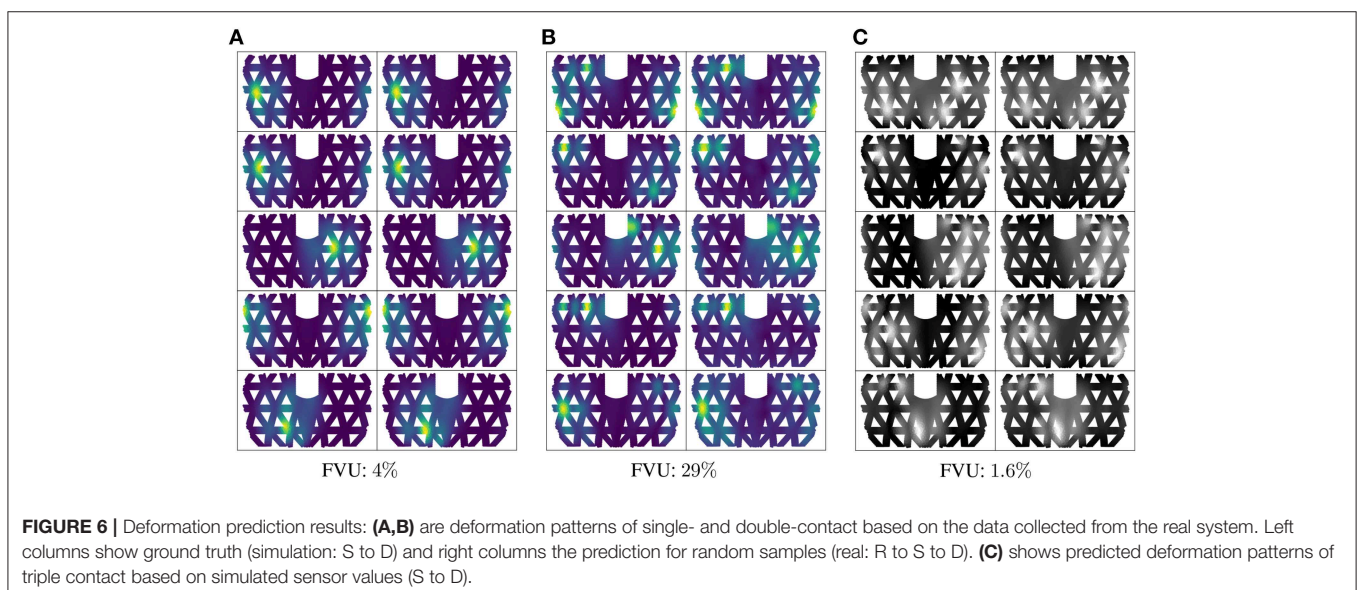 A B C
FVU: 4% FVU: 29% FVU: 1.6%
FIGURE 6 | Deformation prediction results: (A,B) are deformation patterns of single- and double-contact based on the data collected from the real system. Left
columns show ground truth (simulation: S to D) and right columns the prediction for random samples (real: R to S to D). (C) shows predicted deformation patterns of
triple contact based on simulated sensor values (S to D).